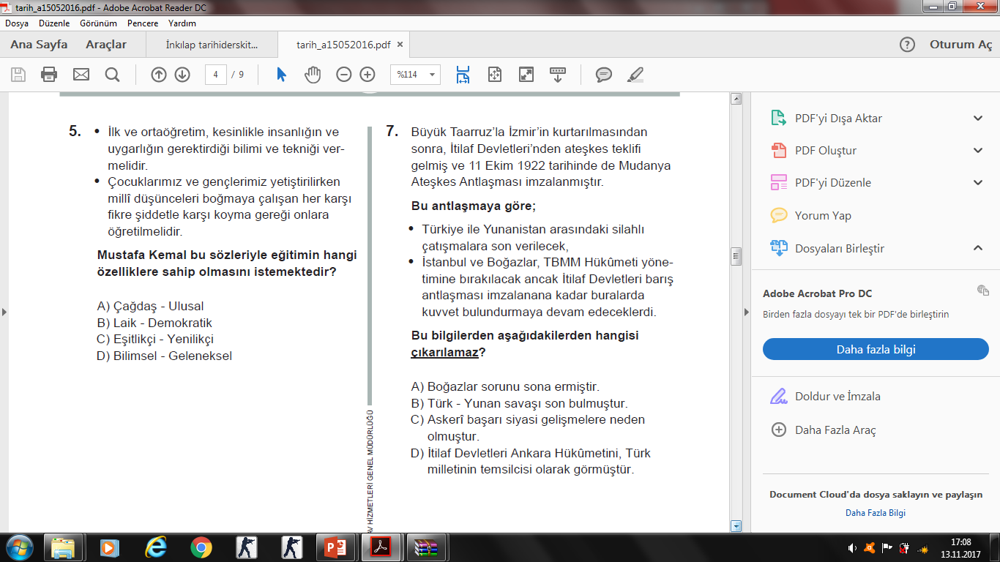 tarih_a15052016.pdf - Adobe Acrobat Reader DC
Dosya Düzenle Görünüm Pencere Yardım
Ana Sayfa Araçlar İnkılap tarihiderskit... tarih_a15052016.pdf × Oturum Aç
4 / 9 %114
5. • İlk ve ortaöğretim, kesinlikle insanlığın ve
uygarlığın gerektirdiği bilimi ve tekniği ver-
melidir.
• Çocuklarımız ve gençlerimiz yetiştirilirken
millî düşünceleri boğmaya çalışan her karşı
fikre şiddetle karşı koyma gereği onlara
öğretilmelidir.
Mustafa Kemal bu sözleriyle eğitimin hangi
özelliklere sahip olmasını istemektedir?
A) Çağdaş - Ulusal
B) Laik - Demokratik
C) Eşitlikçi - Yenilikçi
D) Bilimsel - Geleneksel
AV HİZMETLERİ GENEL MÜDÜRLÜĞÜ
7. Büyük Taarruz’la İzmir’in kurtarılmasından
sonra, İtilaf Devletleri’nden ateşkes teklifi
gelmiş ve 11 Ekim 1922 tarihinde de Mudanya
Ateşkes Antlaşması imzalanmıştır.
Bu antlaşmaya göre;
• Türkiye ile Yunanistan arasındaki silahlı
çatışmalara son verilecek,
• İstanbul ve Boğazlar, TBMM Hükûmeti yöne-
timine bırakılacak ancak İtilaf Devletleri barış
antlaşması imzalanana kadar buralarda
kuvvet bulundurmaya devam edeceklerdi.
Bu bilgilerden aşağıdakilerden hangisi
çıkarılamaz?
A) Boğazlar sorunu sona ermiştir.
B) Türk - Yunan savaşı son bulmuştur.
C) Askerî başarı siyasi gelişmelere neden
olmuştur.
D) İtilaf Devletleri Ankara Hükûmetini, Türk
milletinin temsilcisi olarak görmüştür.
PDF'yi Dışa Aktar
PDF Oluştur
PDF'yi Düzenle
Yorum Yap
Dosyaları Birleştir
Adobe Acrobat Pro DC
Birden fazla dosyayı tek bir PDF'de birleştirin
Daha fazla bilgi
Doldur ve İmzala
Daha Fazla Araç
Document Cloud'da dosya saklayın ve paylaşın
Daha Fazla Bilgi
17:08
13.11.2017